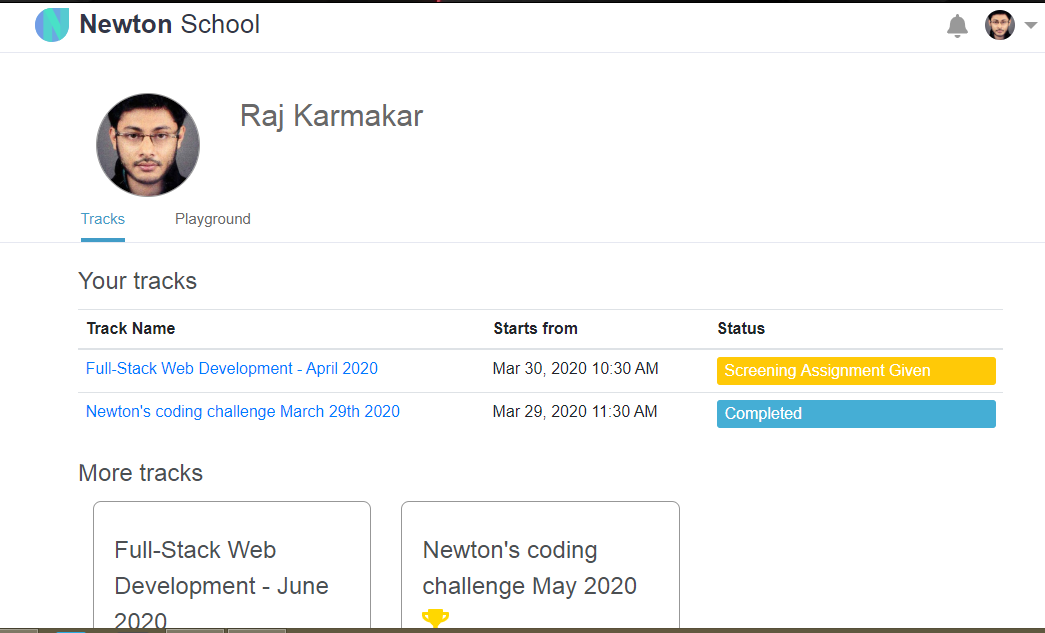 Newton School
Raj Karmakar
Tracks Playground
Your tracks
Track Name Starts from Status
Full-Stack Web Development - April 2020 Mar 30, 2020 10:30 AM Screening Assignment Given
Newton's coding challenge March 29th 2020 Mar 29, 2020 11:30 AM Completed
More tracks
Full-Stack Web
Development - June
2020
Newton's coding
challenge May 2020